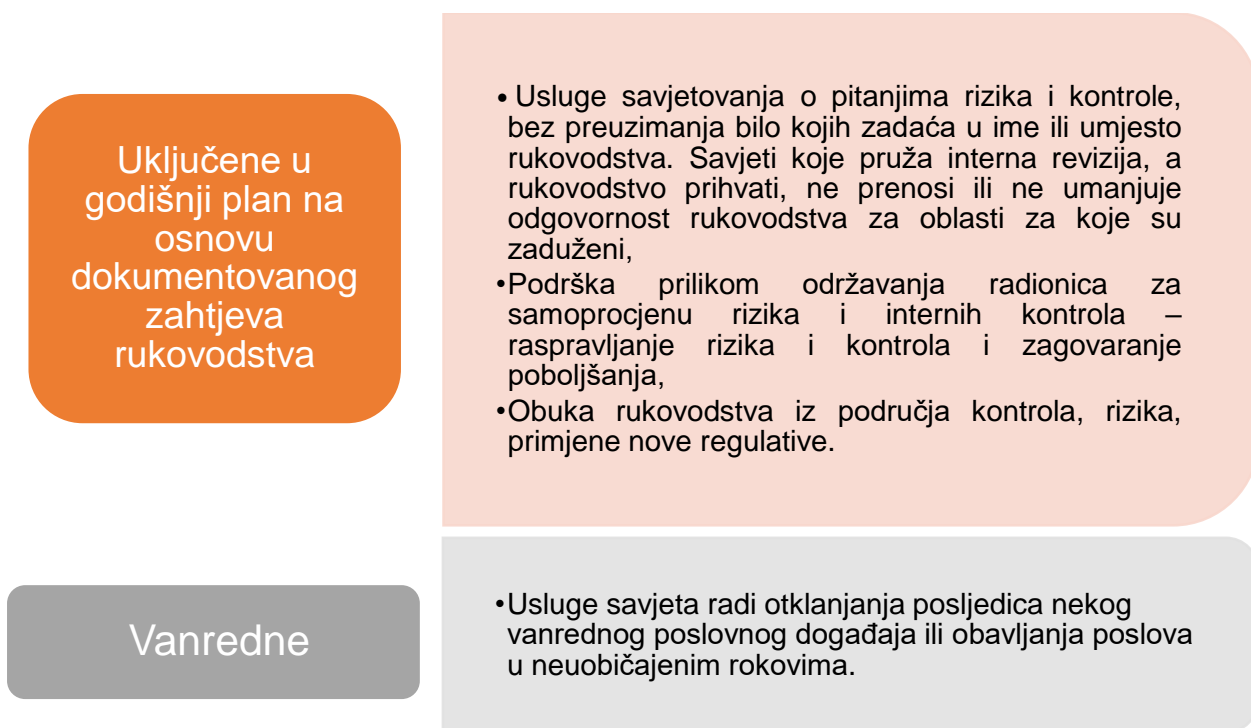 Uključene u
godišnji plan na
osnovu
dokumentovanog
zahtjeva
rukovodstva
• Usluge savjetovanja o pitanjima rizika i kontrole,
bez preuzimanja bilo kojih zadaća u ime ili umjesto
rukovodstva. Savjeti koje pruža interna revizija, a
rukovodstvo prihvati, ne prenosi ili ne umanjuje
odgovornost rukovodstva za oblasti za koje su
zaduženi,
•Podrška prilikom održavanja radionica za
samoprocjenu rizika i internih kontrola –
raspravljanje rizika i kontrola i zagovaranje
poboljšanja,
•Obuka rukovodstva iz područja kontrola, rizika,
primjene nove regulative.
Vanredne
•Usluge savjeta radi otklanjanja posljedica nekog
vanrednog poslovnog događaja ili obavljanja poslova
u neuobičajenim rokovima.